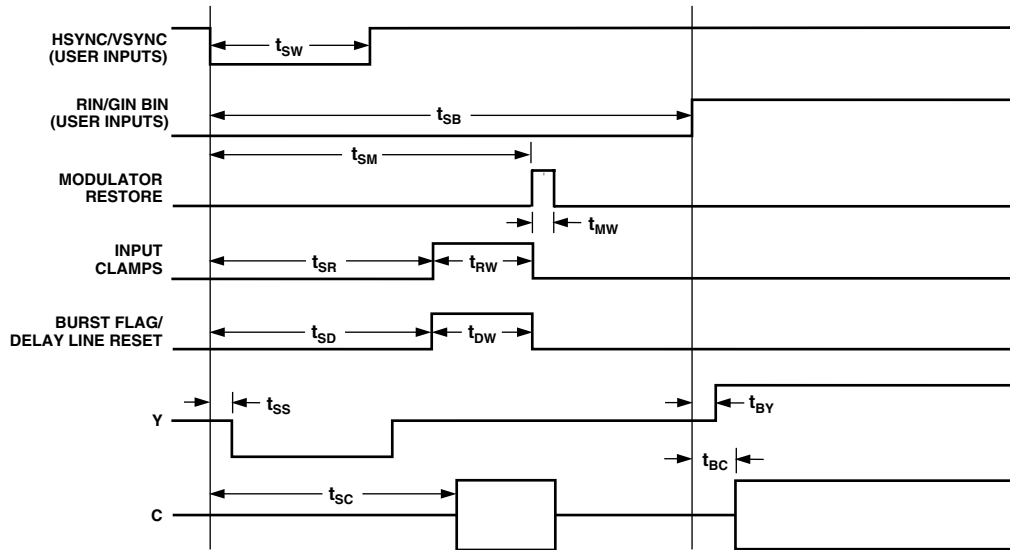 HSYNC/VSYNC
(USER INPUTS)
tSW
RIN/GIN BIN
(USER INPUTS)
tSB
tSM
MODULATOR
RESTORE
tMW
INPUT
CLAMPS
tSR
tRW
BURST FLAG/
DELAY LINE RESET
tSD
tDW
Y
tSS
tBY
tBC
C
tSC